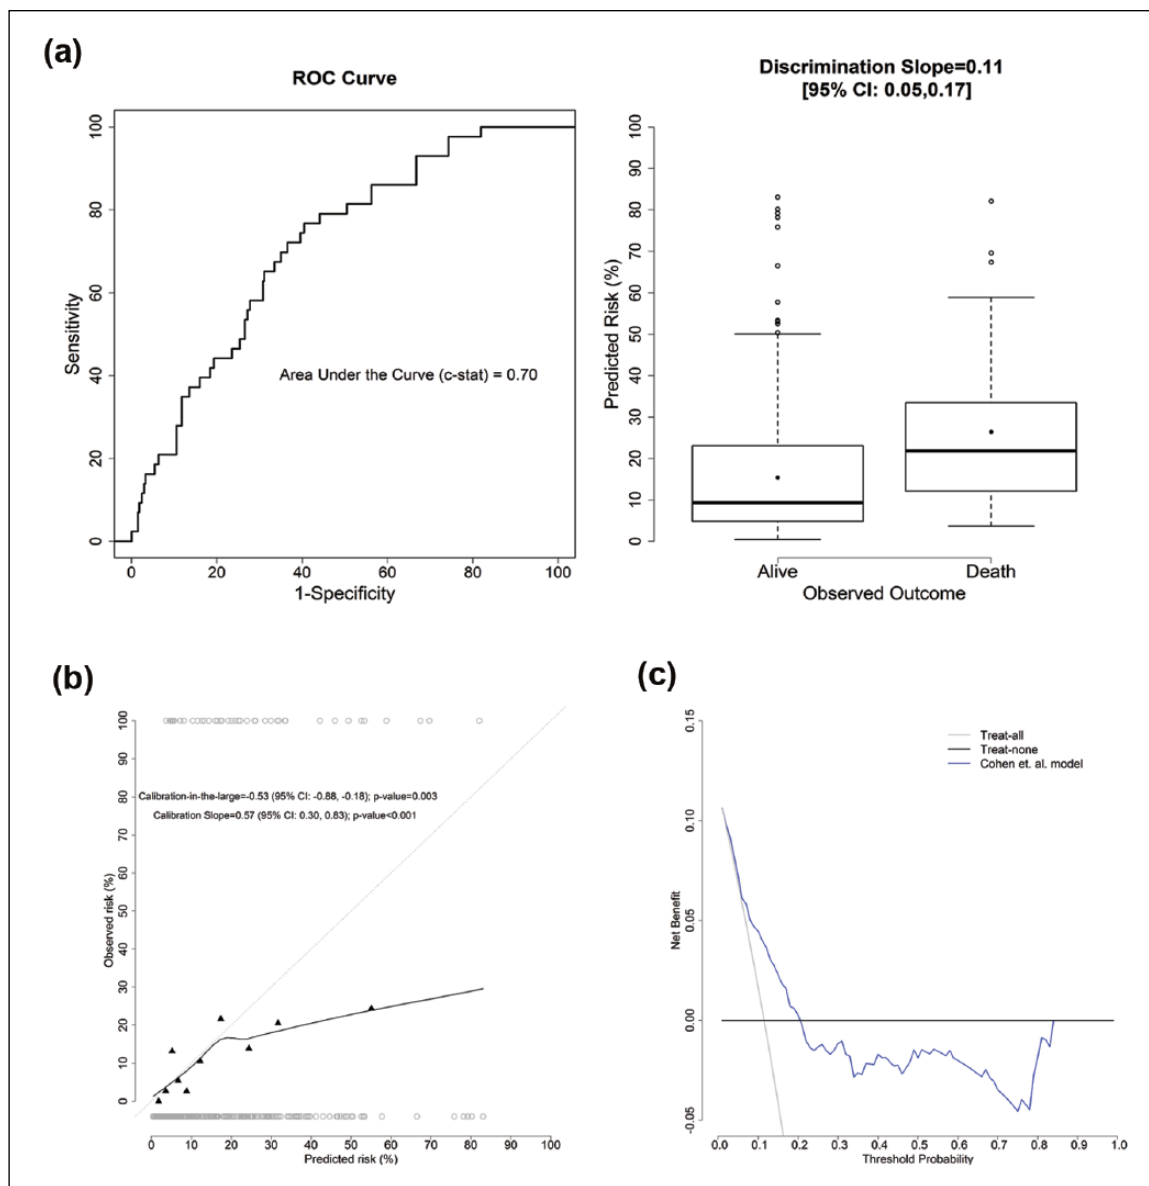 (a)
ROC Curve
Sensitivity
0
20
40
60
80
100
Area Under the Curve (c-stat) = 0.70
0
20
40
60
80
100
1-Specificity
Discrimination Slope=0.11
[95% CI: 0.05,0.17]
Predicted Risk (%)
0
10
20
30
40
50
60
70
80
90
100
Alive
Death
Observed Outcome
(b)
Observed risk (%)
0
10
20
30
40
50
60
70
80
90
100
Calibration-in-the-large=-0.53 (95% CI: -0.88, -0.18); p-value=0.003
Calibration Slope=0.57 (95% CI: 0.30, 0.83); p-value<0.001
0
10
20
30
40
50
60
70
80
90
100
Predicted risk (%)
(c)
Net Benefit
-0.05
0.00
0.05
0.10
0.15
Treat-all
Treat-none
Cohen et. al. model
0.0
0.1
0.2
0.3
0.4
0.5
0.6
0.7
0.8
0.9
1.0
Threshold Probability